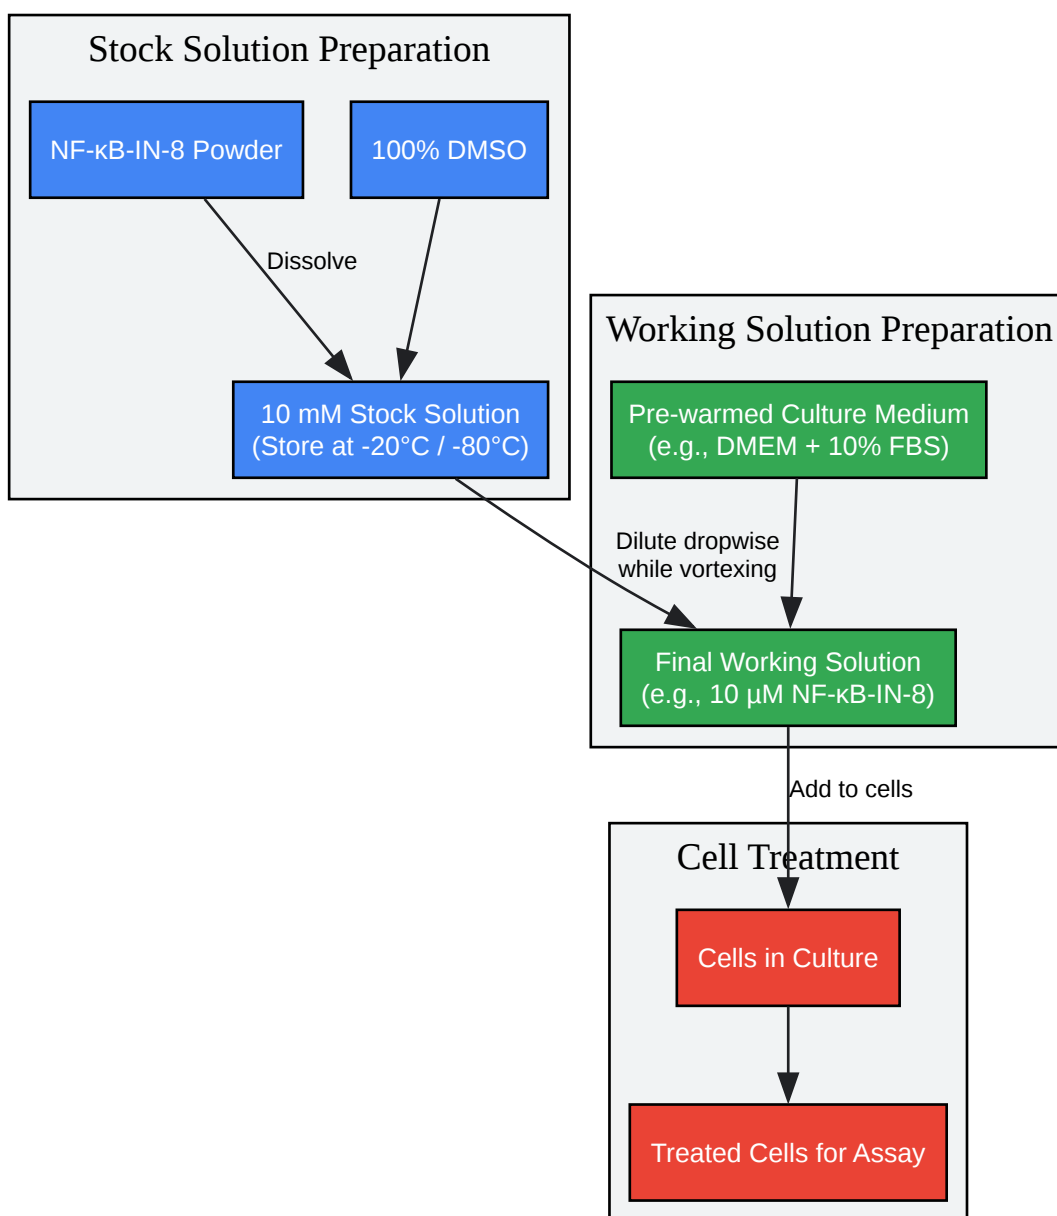 Stock Solution Preparation
NF-κB-IN-8 Powder
100% DMSO
Dissolve
10 mM Stock Solution
(Store at -20°C / -80°C)
Working Solution Preparation
Pre-warmed Culture Medium
(e.g., DMEM + 10% FBS)
Dilute dropwise
while vortexing
Final Working Solution
(e.g., 10 µM NF-κB-IN-8)
Add to cells
Cell Treatment
Cells in Culture
Treated Cells for Assay